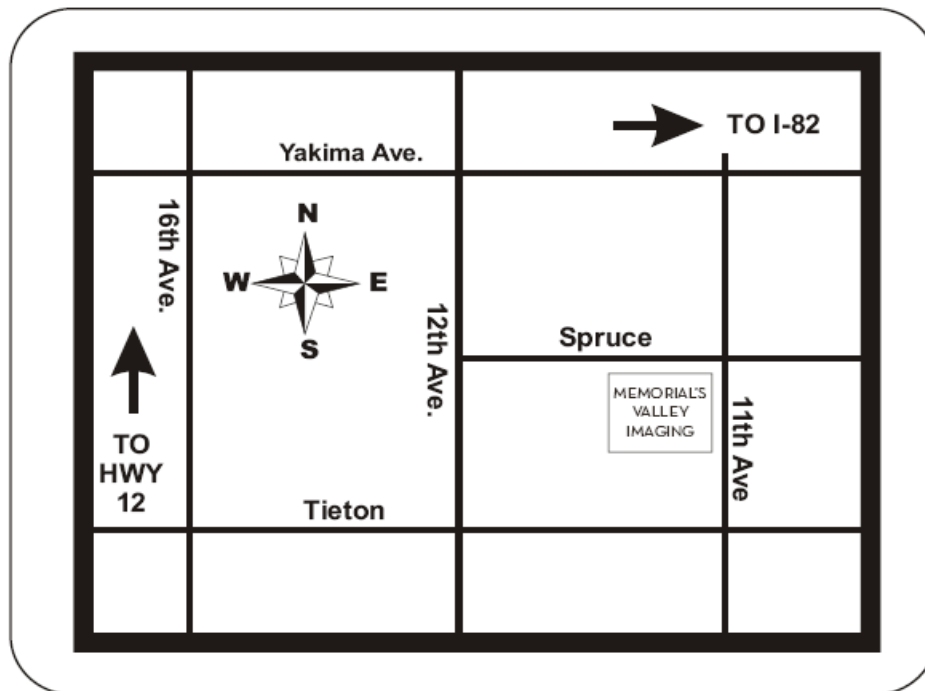 TO I-82
Yakima Ave.
16th Ave.
N
W
E
S
12th Ave.
Spruce
MEMORIAL'S
VALLEY
IMAGING
11th Ave
TO
HWY
12
Tieton